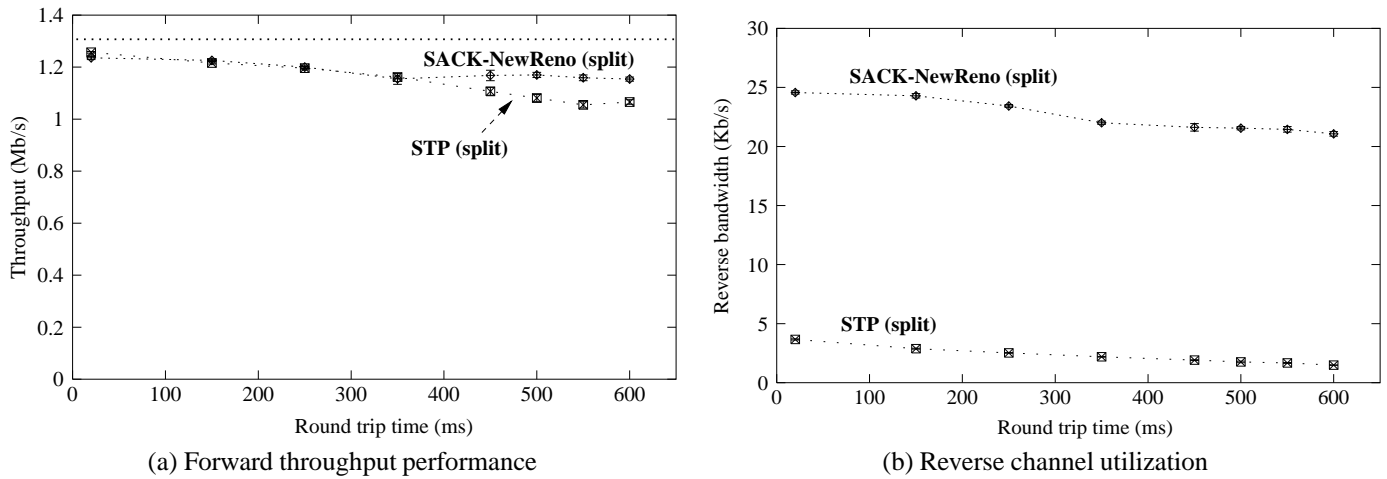 1.4
1.2
1
0.8
0.6
0.4
0.2
0
Throughput (Mb/s)
SACK-NewReno (split)
STP (split)
0 100 200 300 400 500 600
Round trip time (ms)
(a) Forward throughput performance
30
25
20
15
10
5
0
Reverse bandwidth (Kb/s)
SACK-NewReno (split)
STP (split)
0 100 200 300 400 500 600
Round trip time (ms)
(b) Reverse channel utilization